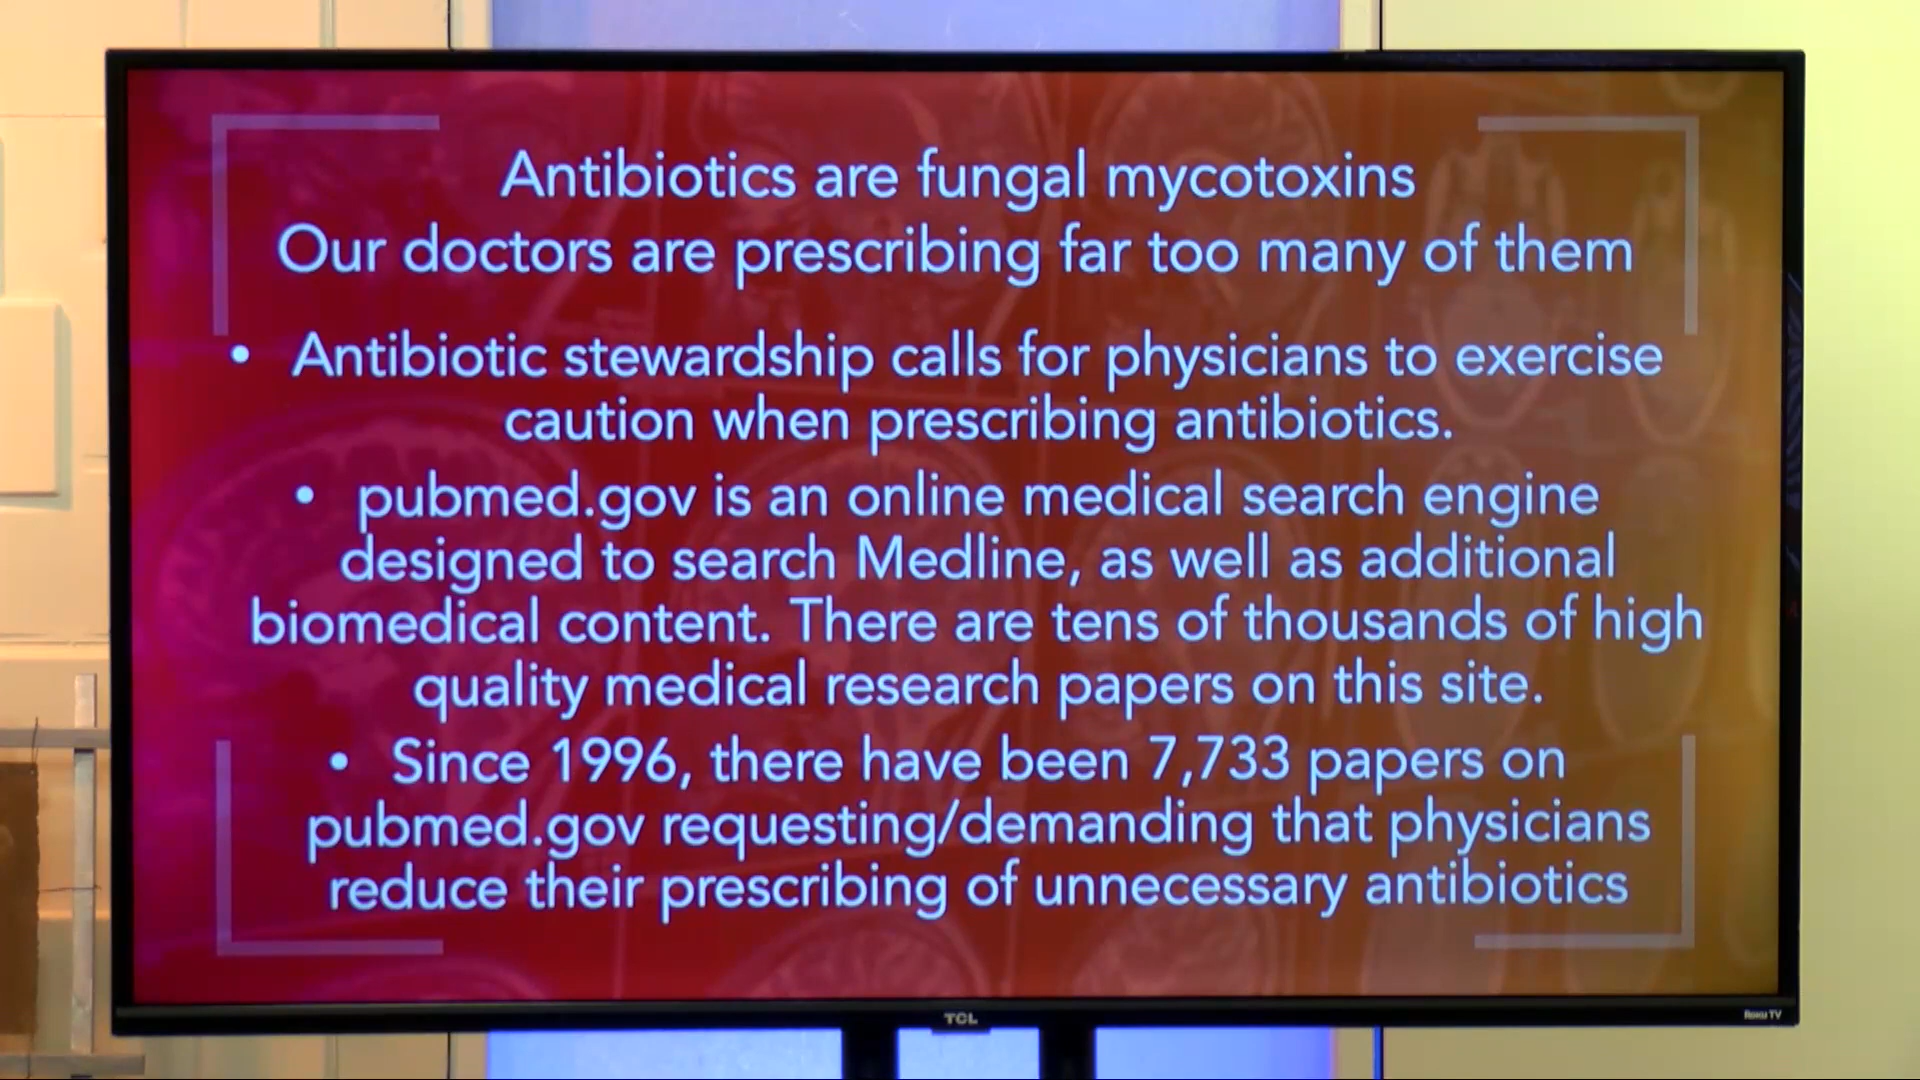 Antibiotics are fungal mycotoxins
Our doctors are prescribing far too many of them
• Antibiotic stewardship calls for physicians to exercise
caution when prescribing antibiotics.
• pubmed.gov is an online medical search engine
designed to search Medline, as well as additional
biomedical content. There are tens of thousands of high
quality medical research papers on this site.
• Since 1996, there have been 7,733 papers on
pubmed.gov requesting/demanding that physicians
reduce their prescribing of unnecessary antibiotics
TCL
Roku TV